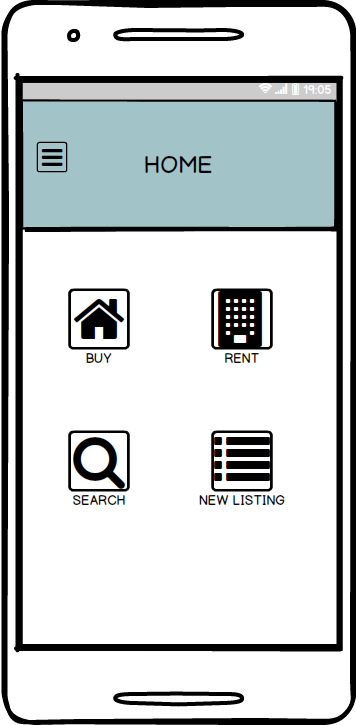 19:05
HOME
BUY
RENT
SEARCH
NEW LISTING